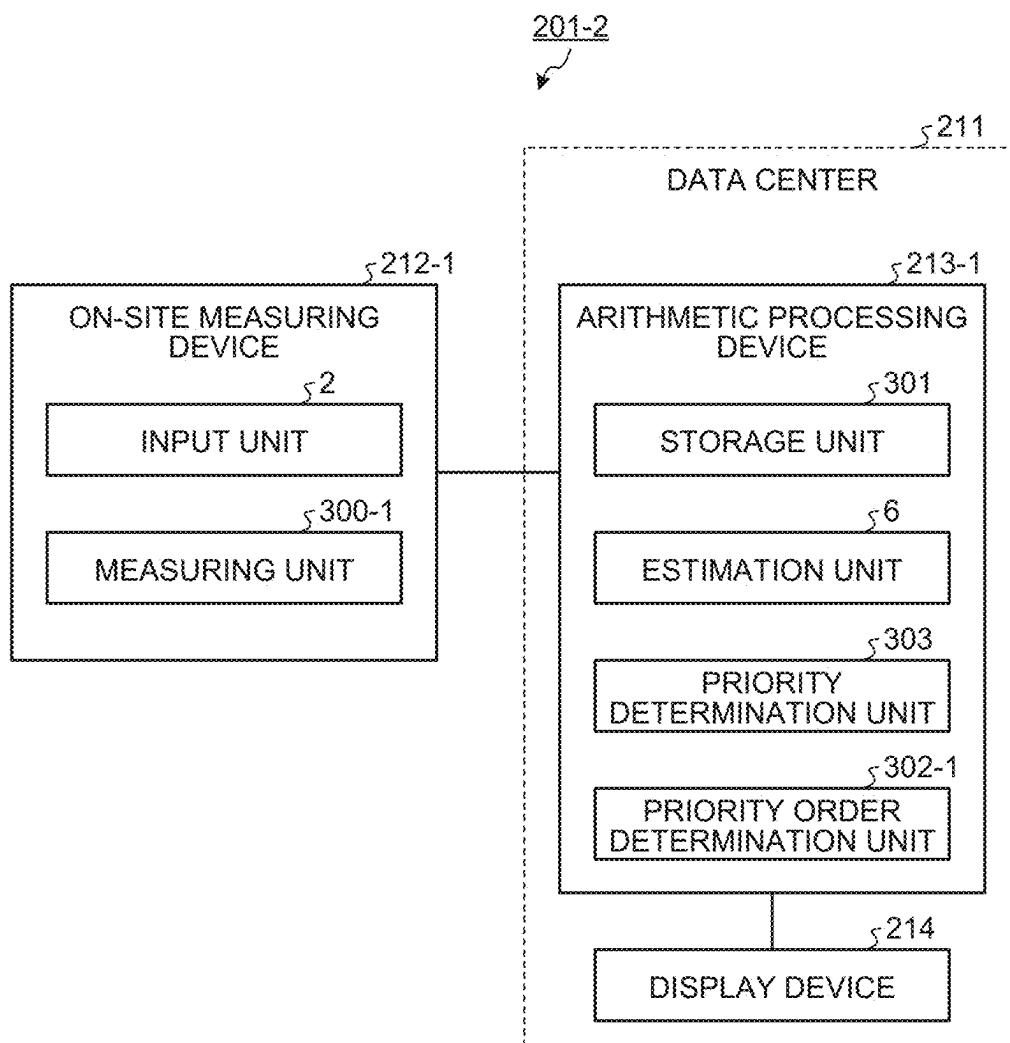 201-2
211
DATA CENTER
212-1
ON-SITE MEASURING
DEVICE
2
INPUT UNIT
300-1
MEASURING UNIT
213-1
ARITHMETIC PROCESSING
DEVICE
301
STORAGE UNIT
6
ESTIMATION UNIT
303
PRIORITY
DETERMINATION UNIT
302-1
PRIORITY ORDER
DETERMINATION UNIT
214
DISPLAY DEVICE